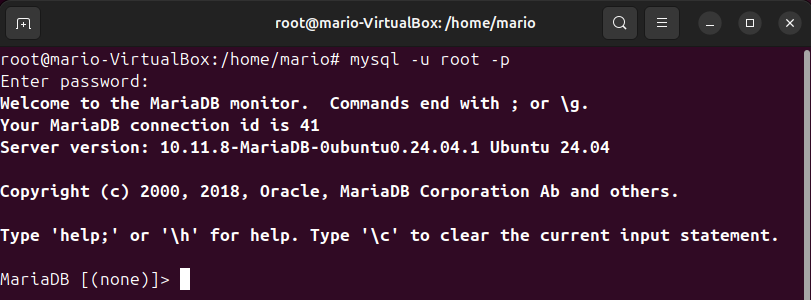 root@mario-VirtualBox: /home/mario
root@mario-VirtualBox:/home/mario# mysql -u root -p
Enter password:
Welcome to the MariaDB monitor.  Commands end with ; or \g.
Your MariaDB connection id is 41
Server version: 10.11.8-MariaDB-0ubuntu0.24.04.1 Ubuntu 24.04
Copyright (c) 2000, 2018, Oracle, MariaDB Corporation Ab and others.
Type 'help;' or '\h' for help. Type '\c' to clear the current input statement.
MariaDB [(none)]>